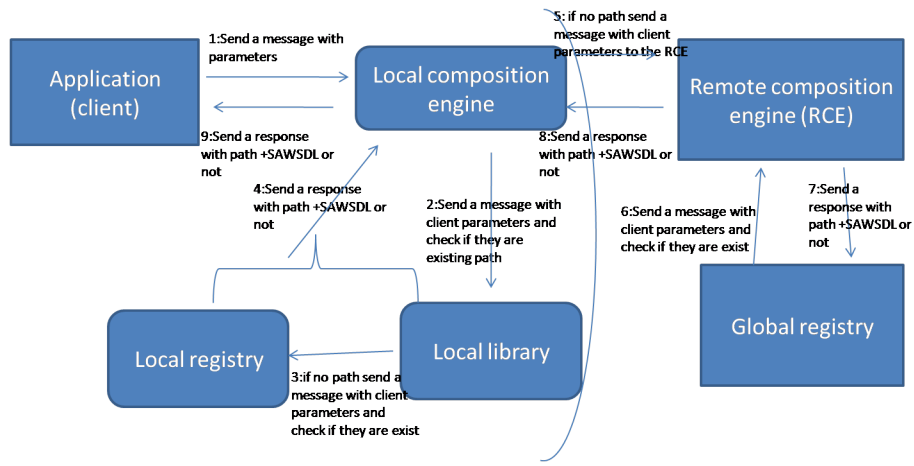 1:Send a message with
parameters
5: if no path send a
message with client
parameters to the RCE
Application
(client)
Local composition
engine
Remote composition
engine (RCE)
9:Send a response
with path +SAWSDL or
not
8:Send a response
with path +SAWSDL or
not
4:Send a response
with path +SAWSDL or
not
2:Send a message with
client parameters and
check if they are
existing path
6:Send a message with
client parameters and
check if they are exist
7:Send a
response with
path +SAWSDL or
not
Local registry
Local library
Global registry
3:if no path send a
message with client
parameters and
check if they are exist